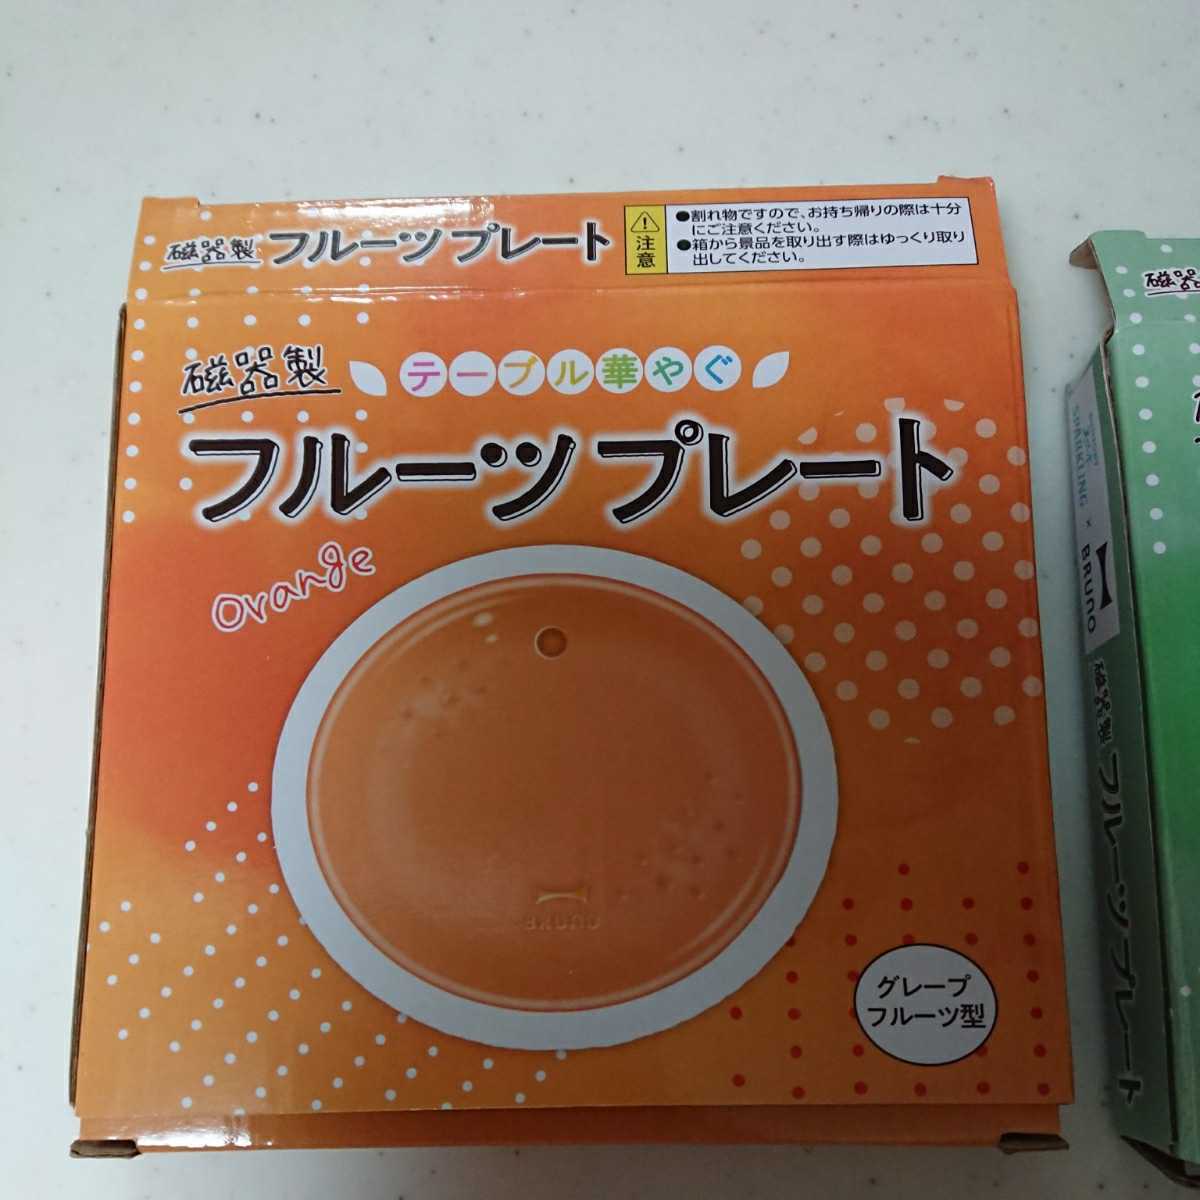 磁器製 フルーツプレート
注意
●割れ物ですので、お持ち帰りの際は十分
にご注意ください。
●箱から景品を取り出す際はゆっくり取り
出してください。
磁器製
テーブル華やぐ
フルーツプレート
orange
BRUNO
グレープ
フルーツ型
磁器
SPARKLING × BRUNO
磁器製 フルーツプレート